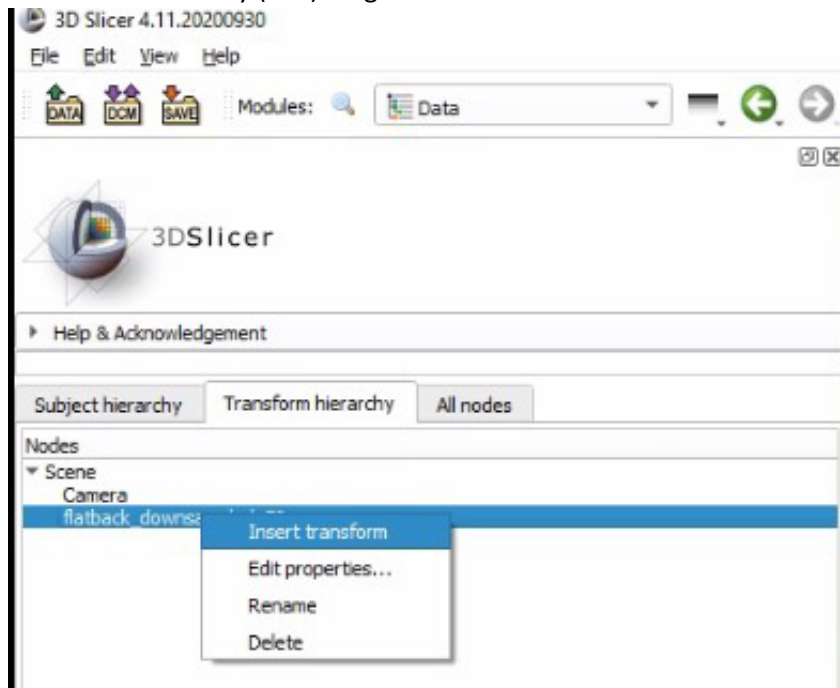 3D Slicer 4.11.20200930
File Edit View Help
DATA DCM SAVE Modules: Data
3DSlicer
Help & Acknowledgement
Subject hierarchy Transform hierarchy All nodes
Nodes
Scene
Camera
Insert transform
Edit properties...
Rename
Delete